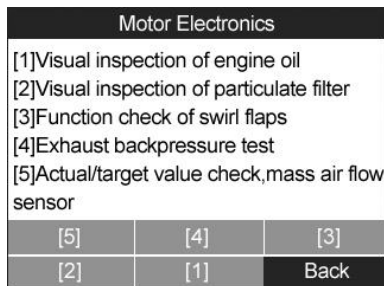 Motor Electronics
[1]Visual inspection of engine oil
[2]Visual inspection of particulate filter
[3]Function check of swirl flaps
[4]Exhaust backpressure test
[5]Actual/target value check,mass air flow
sensor
[5] [4] [3]
[2] [1] Back